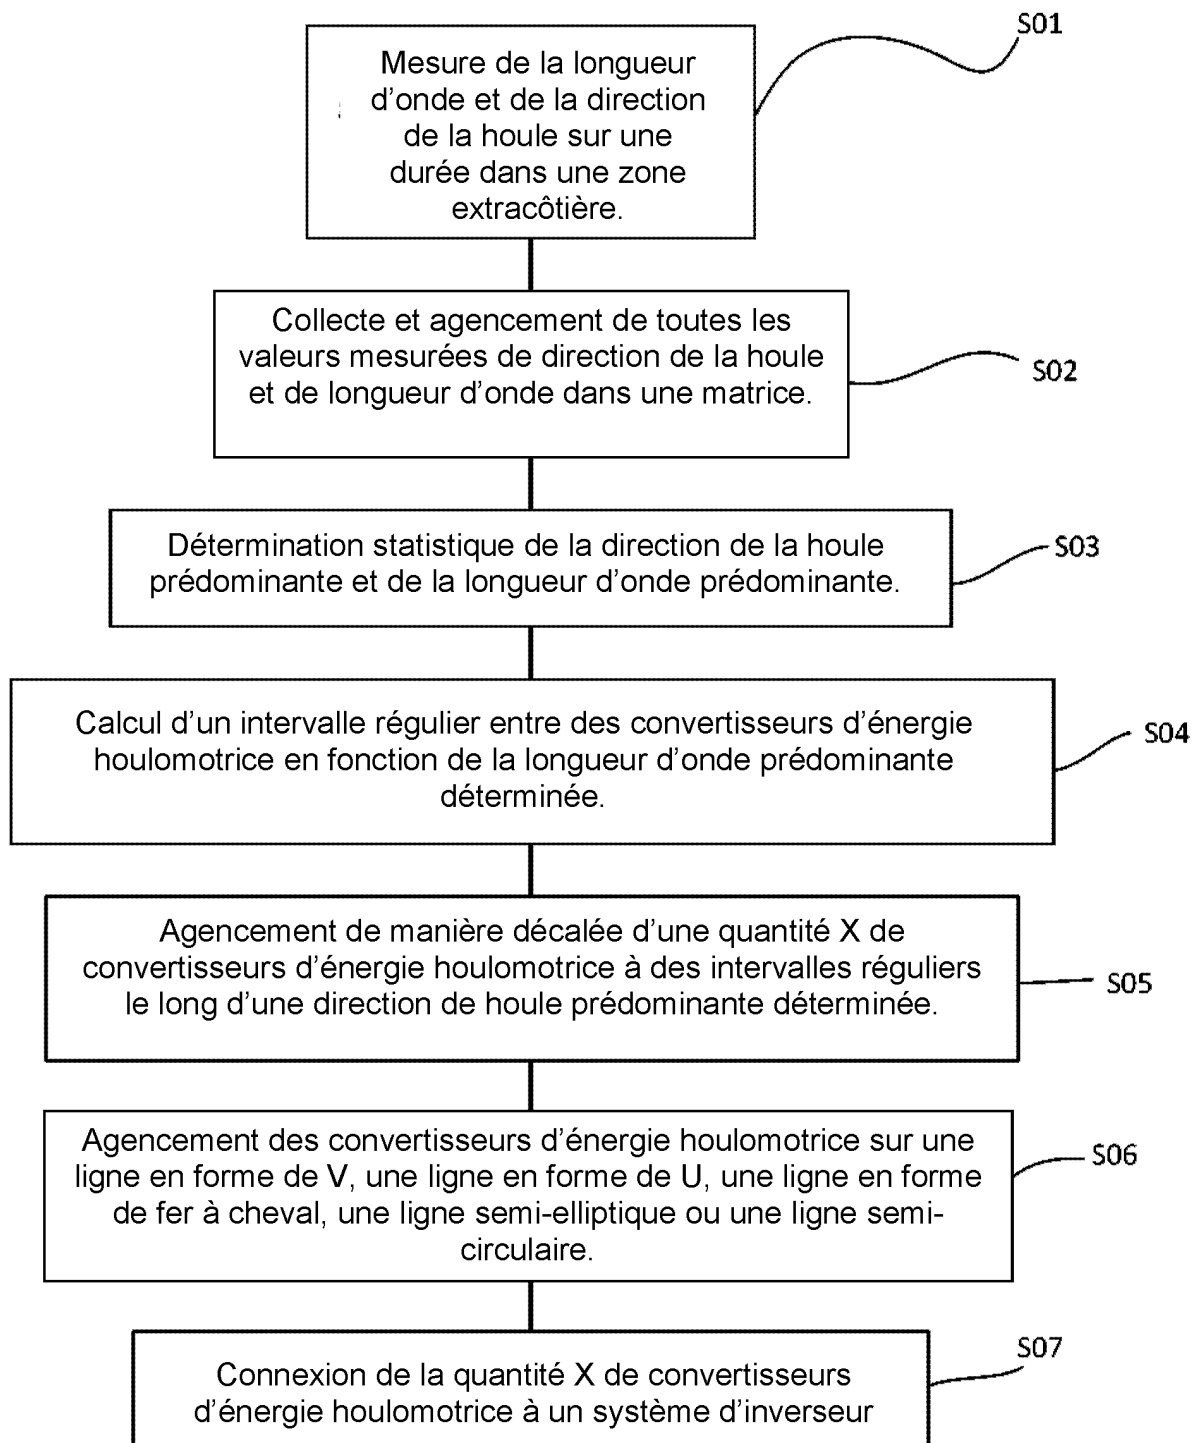 S01
Mesure de la longueur
d'onde et de la direction
de la houle sur une
durée dans une zone
extracôtière.
Collecte et agencement de toutes les
valeurs mesurées de direction de la houle
et de longueur d'onde dans une matrice.
S02
Détermination statistique de la direction de la houle
prédominante et de la longueur d'onde prédominante.
S03
Calcul d'un intervalle régulier entre des convertisseurs d'énergie
houlomotrice en fonction de la longueur d'onde prédominante
déterminée.
S04
Agencement de manière décalée d'une quantité X de
convertisseurs d'énergie houlomotrice à des intervalles réguliers
le long d'une direction de houle prédominante déterminée.
S05
Agencement des convertisseurs d'énergie houlomotrice sur une
ligne en forme de V, une ligne en forme de U, une ligne en forme
de fer à cheval, une ligne semi-elliptique ou une ligne semi-
circulaire.
S06
S07
Connexion de la quantité X de convertisseurs
d'énergie houlomotrice à un système d'inverseur